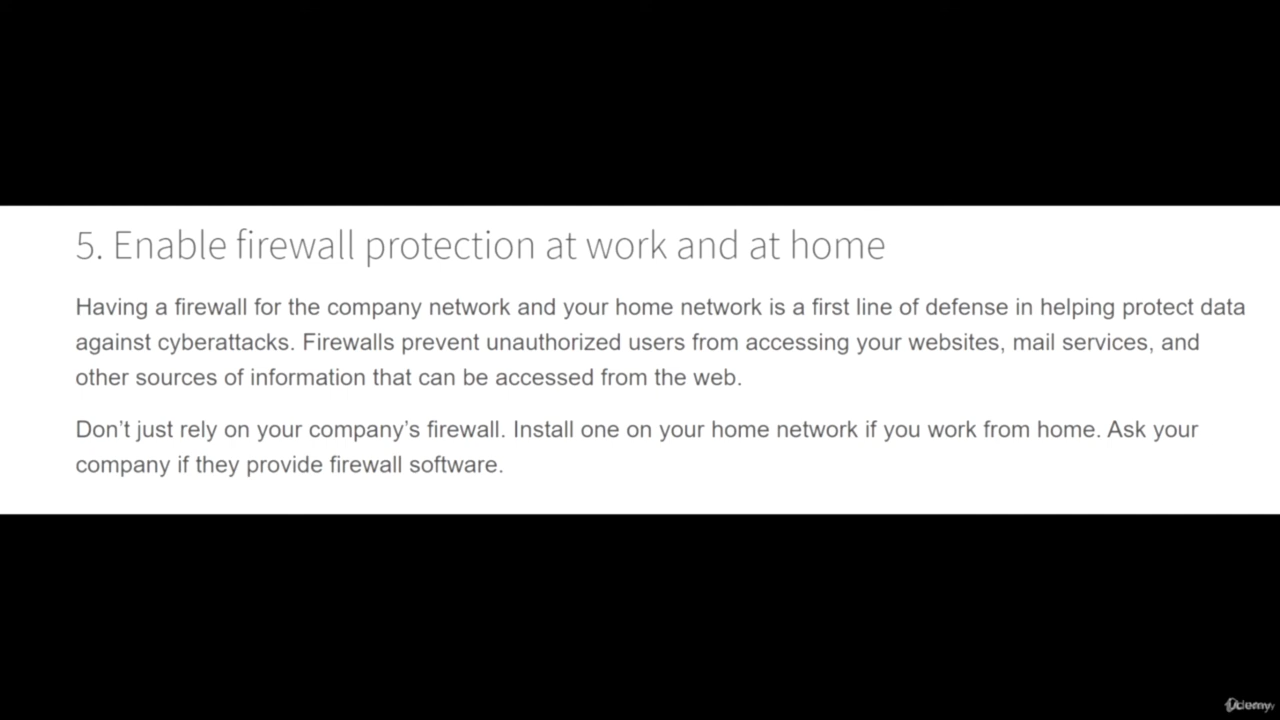 5. Enable firewall protection at work and at home
Having a firewall for the company network and your home network is a first line of defense in helping protect data
against cyberattacks. Firewalls prevent unauthorized users from accessing your websites, mail services, and
other sources of information that can be accessed from the web.
Don’t just rely on your company’s firewall. Install one on your home network if you work from home. Ask your
company if they provide firewall software.
Udemy